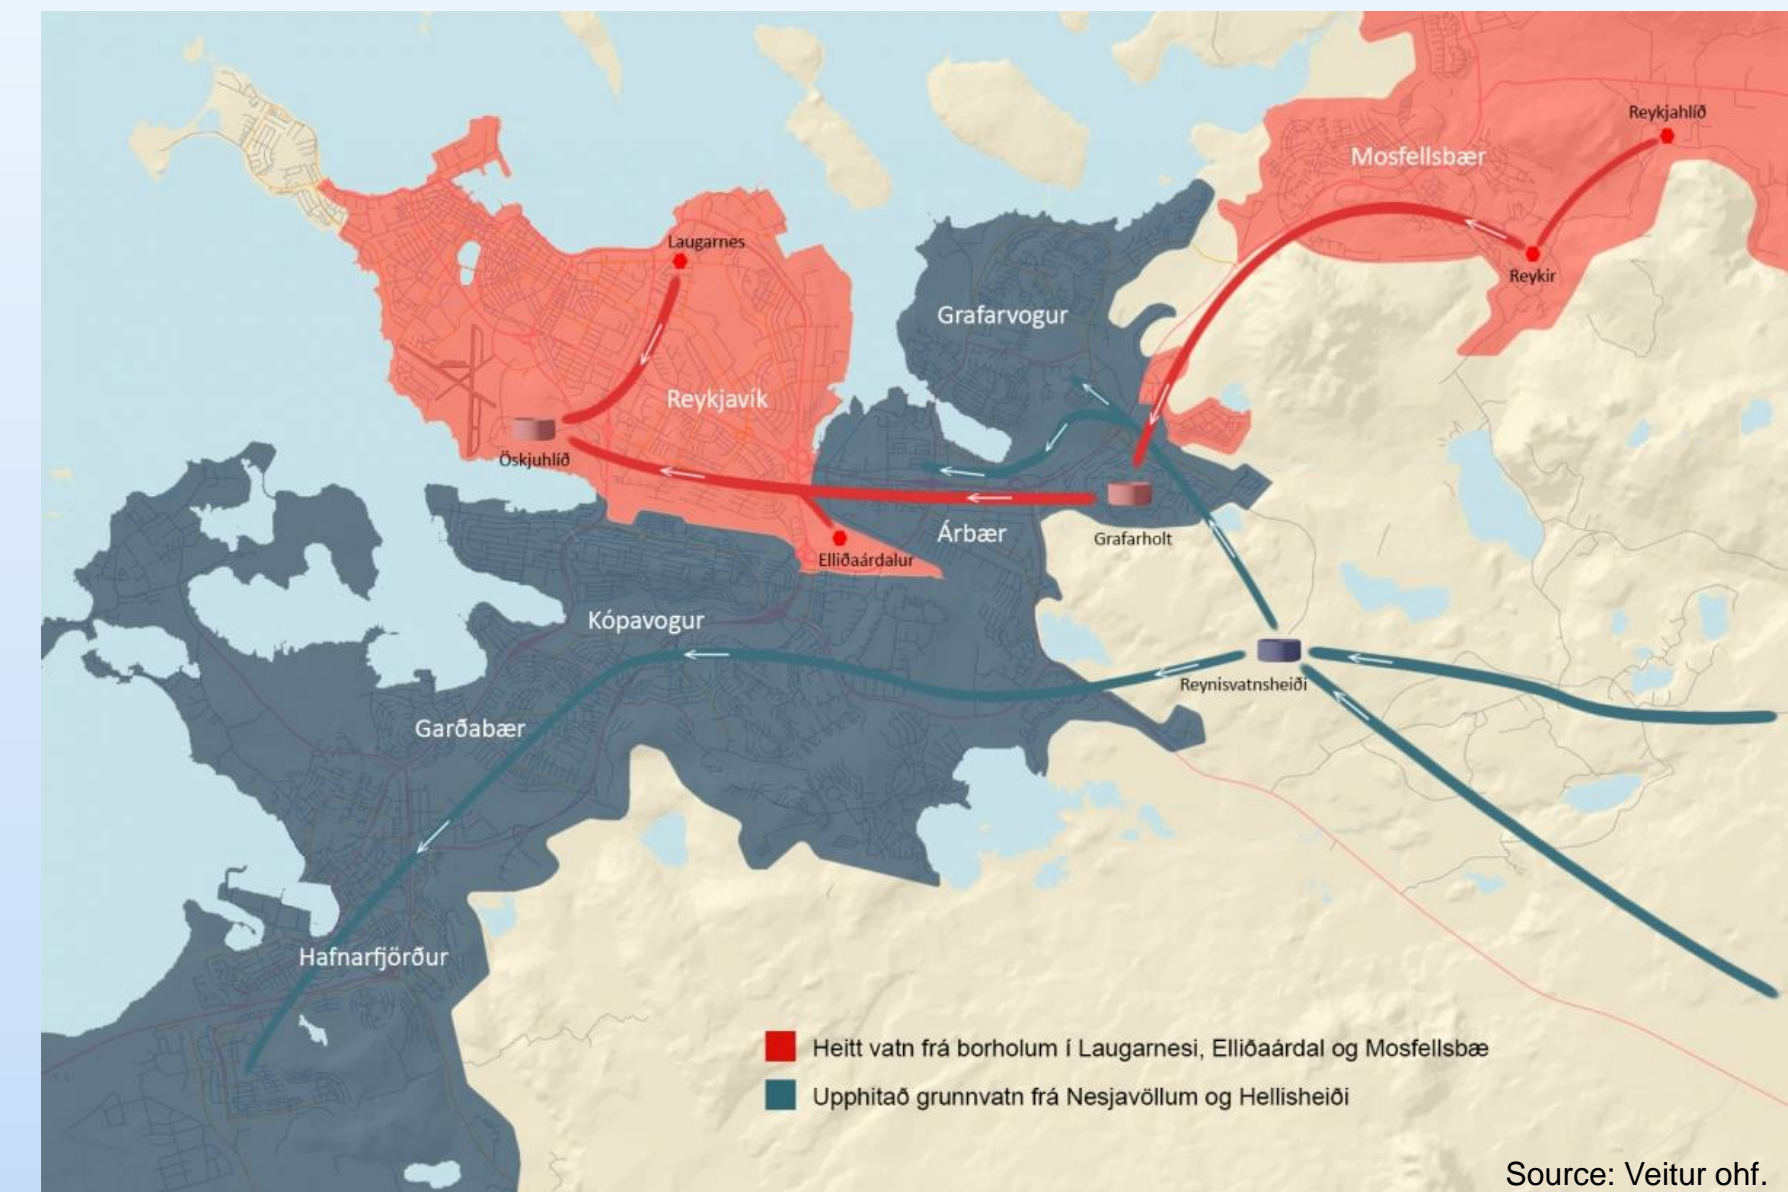 Reykjahlíð
Mosfellsbær
Laugarnes
Reykir
Grafarvogur
Reykjavík
Öskjuhlíð
Árbær
Grafarholt
Elliðaárdalur
Kópavogur
Reynisvatnsheiði
Garðabær
Hafnarfjörður
Heitt vatn frá borholum í Laugarnesi, Elliðaárdal og Mosfellsbæ
Upphitað grunnvatn frá Nesjavöllum og Hellisheiði
Source: Veitur ohf.